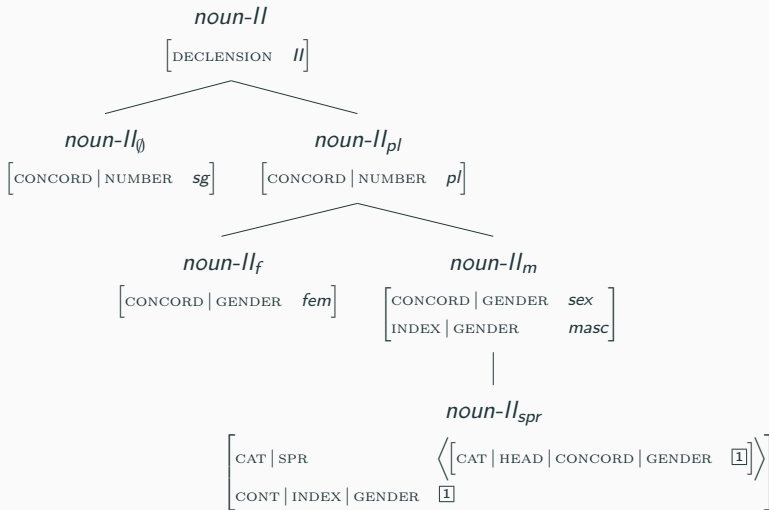 noun-II
[DECLENSION II]
noun-II∅ noun-IIpl
[CONCORD | NUMBER sg] [CONCORD | NUMBER pl]
noun-IIf noun-IIm
[CONCORD | GENDER fem] [CONCORD | GENDER sex
INDEX | GENDER masc]
noun-IIspr
[CAT | SPR ⟨[CAT | HEAD | CONCORD | GENDER 1]⟩
CONT | INDEX | GENDER 1]